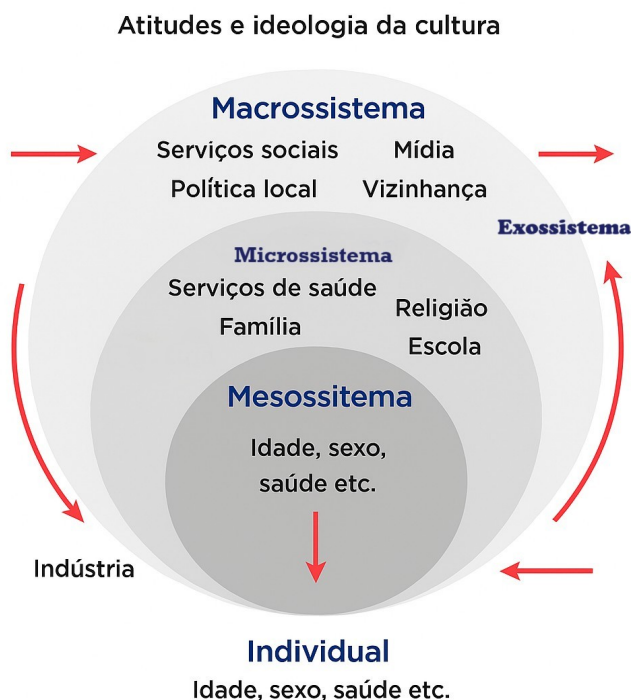 Atitudes e ideologia da cultura
Macrossistema
Serviços sociais Mídia
Política local Vizinhança
Exossistema
Microssistema
Serviços de saúde
Religião
Família
Escola
Mesossitema
Idade, sexo,
saúde etc.
Indústria
Individual
Idade, sexo, saúde etc.